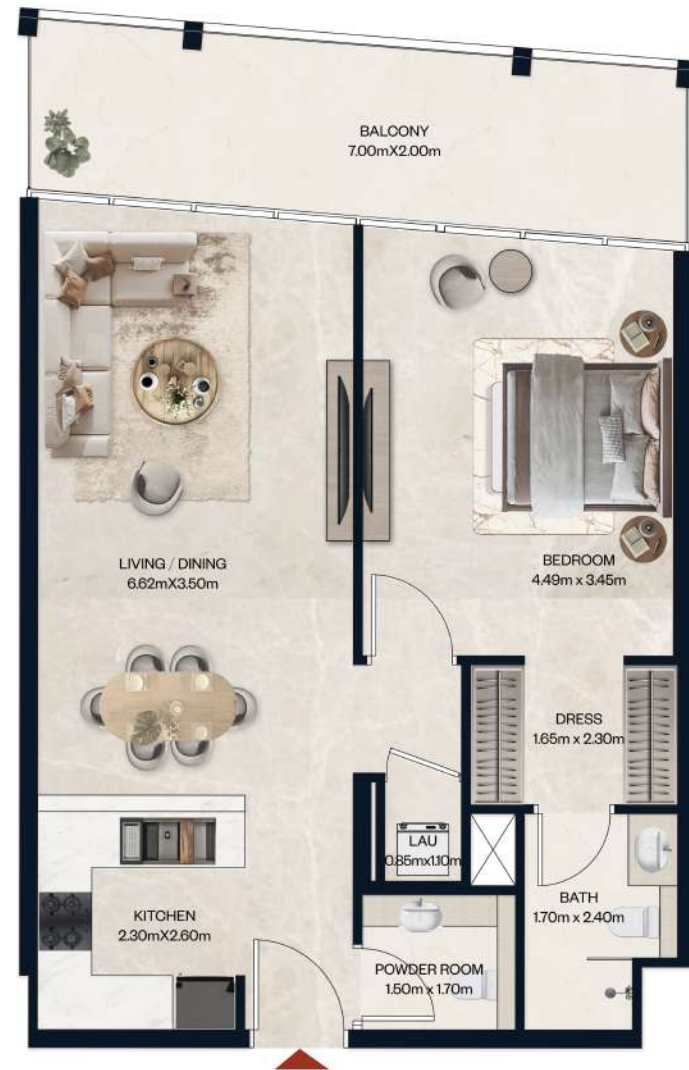 BALCONY
7.00mX2.00m
LIVING / DINING
6.62mX3.50m
BEDROOM
4.49m x 3.45m
DRESS
1.65m x 2.30m
LAU
0.85mx1.10m
KITCHEN
2.30mX2.60m
BATH
1.70m x 2.40m
POWDER ROOM
1.50m x 1.70m